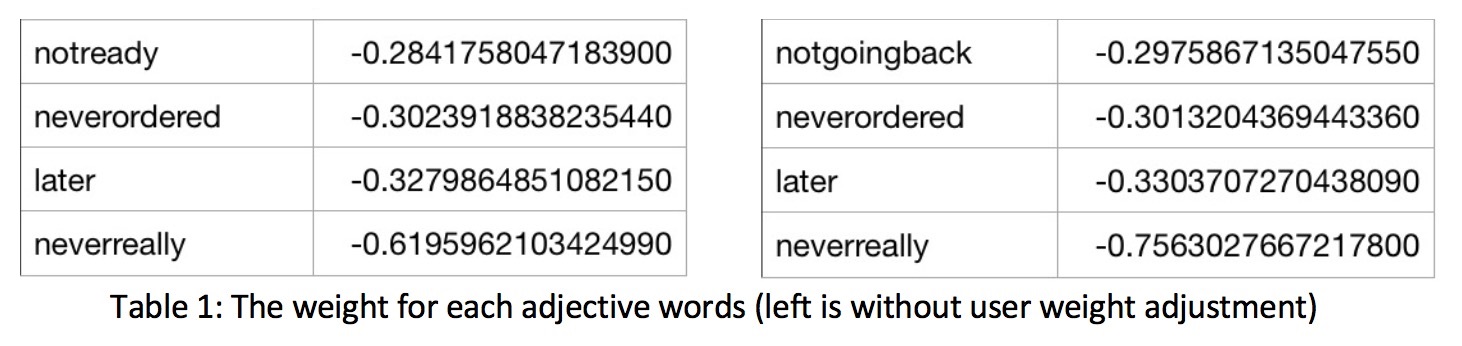 notready -0.2841758047183900
neverordered -0.3023918838235440
later -0.3279864851082150
neverreally -0.6195962103424990
notgoingback -0.2975867135047550
neverordered -0.3013204369443360
later -0.3303707270438090
neverreally -0.7563027667217800
Table 1: The weight for each adjective words (left is without user weight adjustment)